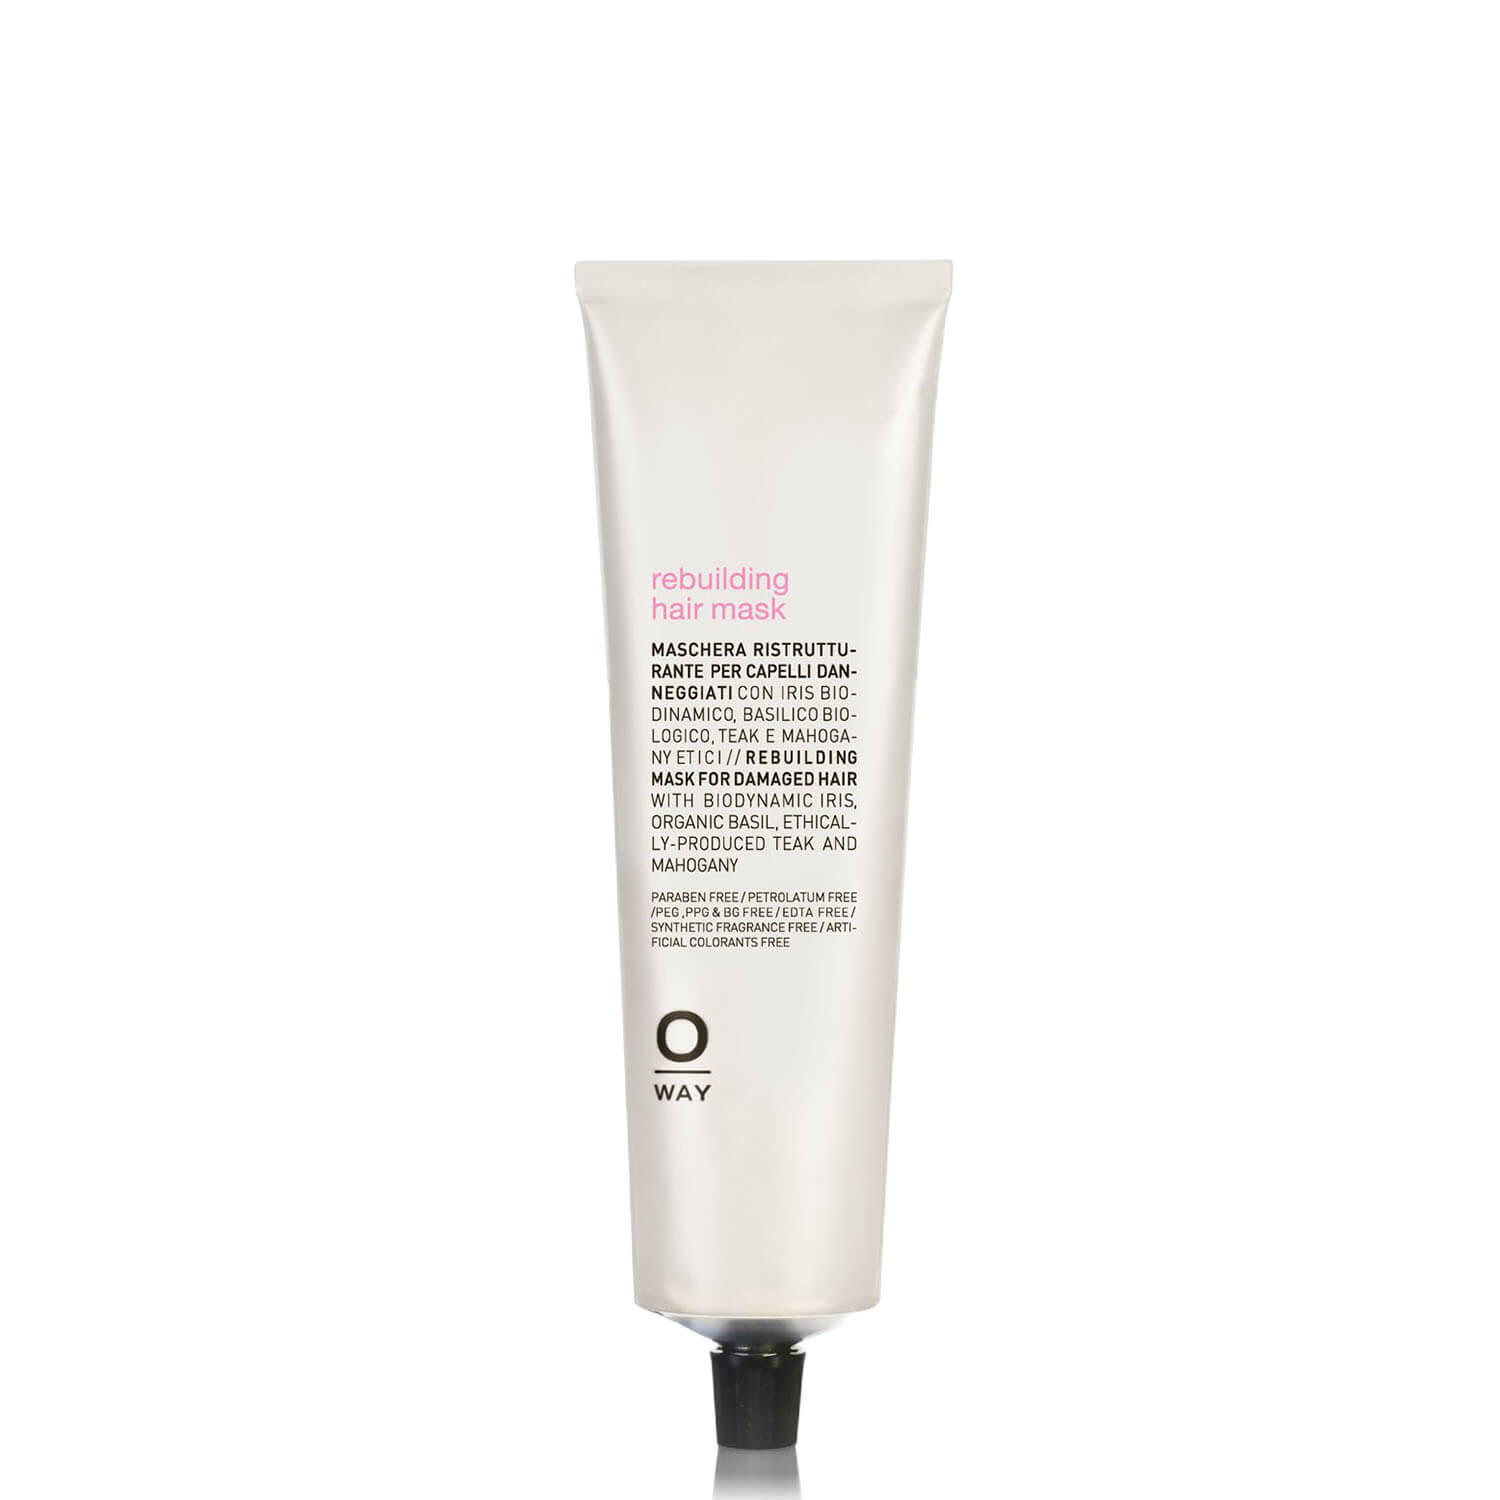 rebuilding
hair mask
MASCHERA RISTRUTTU-
RANTE PER CAPELLI DAN-
NEGGIATI CON IRIS BIO-
DINAMICO, BASILICO BIO-
LOGICO, TEAK E MAHOGA-
NY ETICI // REBUILDING
MASK FOR DAMAGED HAIR
WITH BIODYNAMIC IRIS,
ORGANIC BASIL, ETHICAL-
LY-PRODUCED TEAK AND
MAHOGANY
PARABEN FREE / PETROLATUM FREE
/PEG ,PPG & BG FREE / EDTA FREE /
SYNTHETIC FRAGRANCE FREE / ARTI-
FICIAL COLORANTS FREE
O
WAY